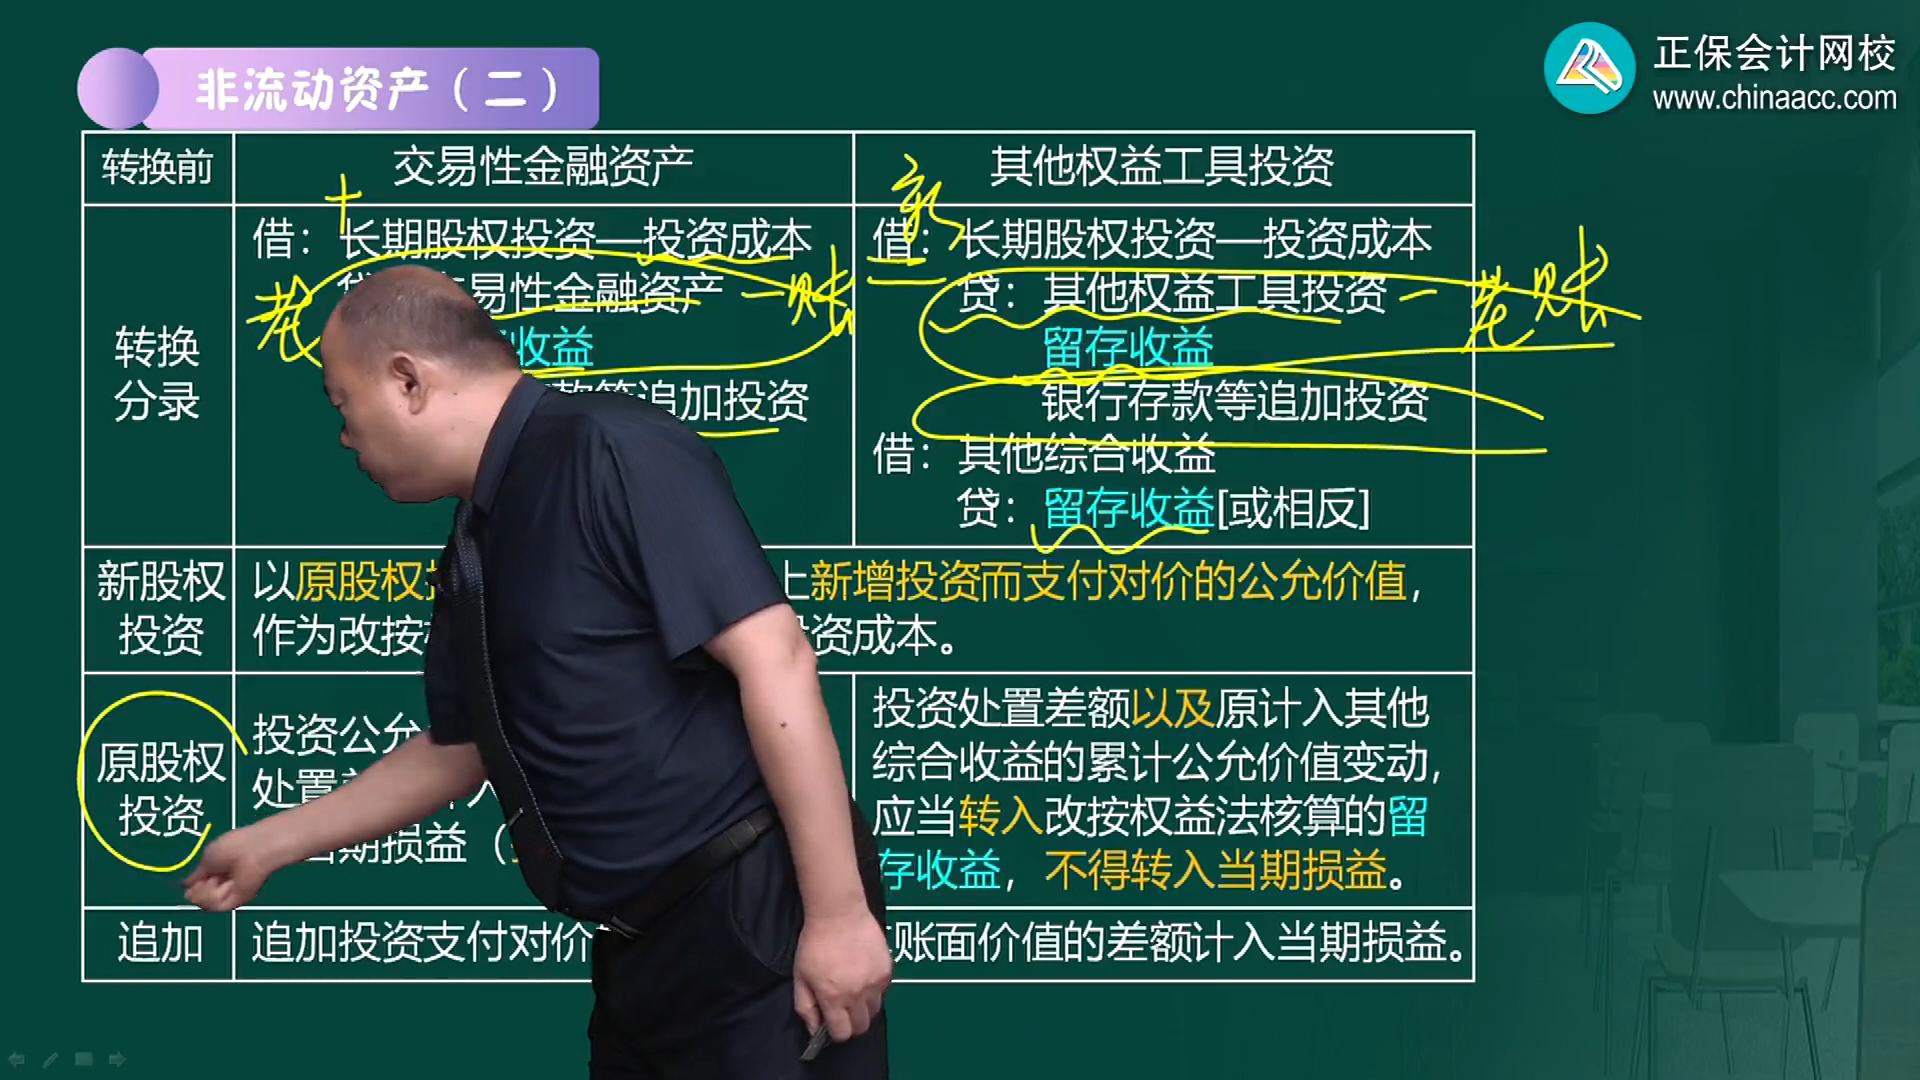 非流动资产（二）
正保会计网校
www.chinaacc.com
转换前
交易性金融资产
其他权益工具投资
转换
分录
借：长期股权投资—投资成本
易性金融资产
收益
等追加投资
老
账
借：长期股权投资—投资成本
贷：其他权益工具投资
留存收益
银行存款等追加投资
借：其他综合收益
贷：留存收益[或相反]
新
老账
新股权
投资
以原股权
上新增投资而支付对价的公允价值，
作为改按
资成本。
原股权
投资
投资公允
处置
当期损益（
投资处置差额以及原计入其他
综合收益的累计公允价值变动，
应当转入改按权益法核算的留
存收益，不得转入当期损益。
追加
追加投资支付对价
账面价值的差额计入当期损益。